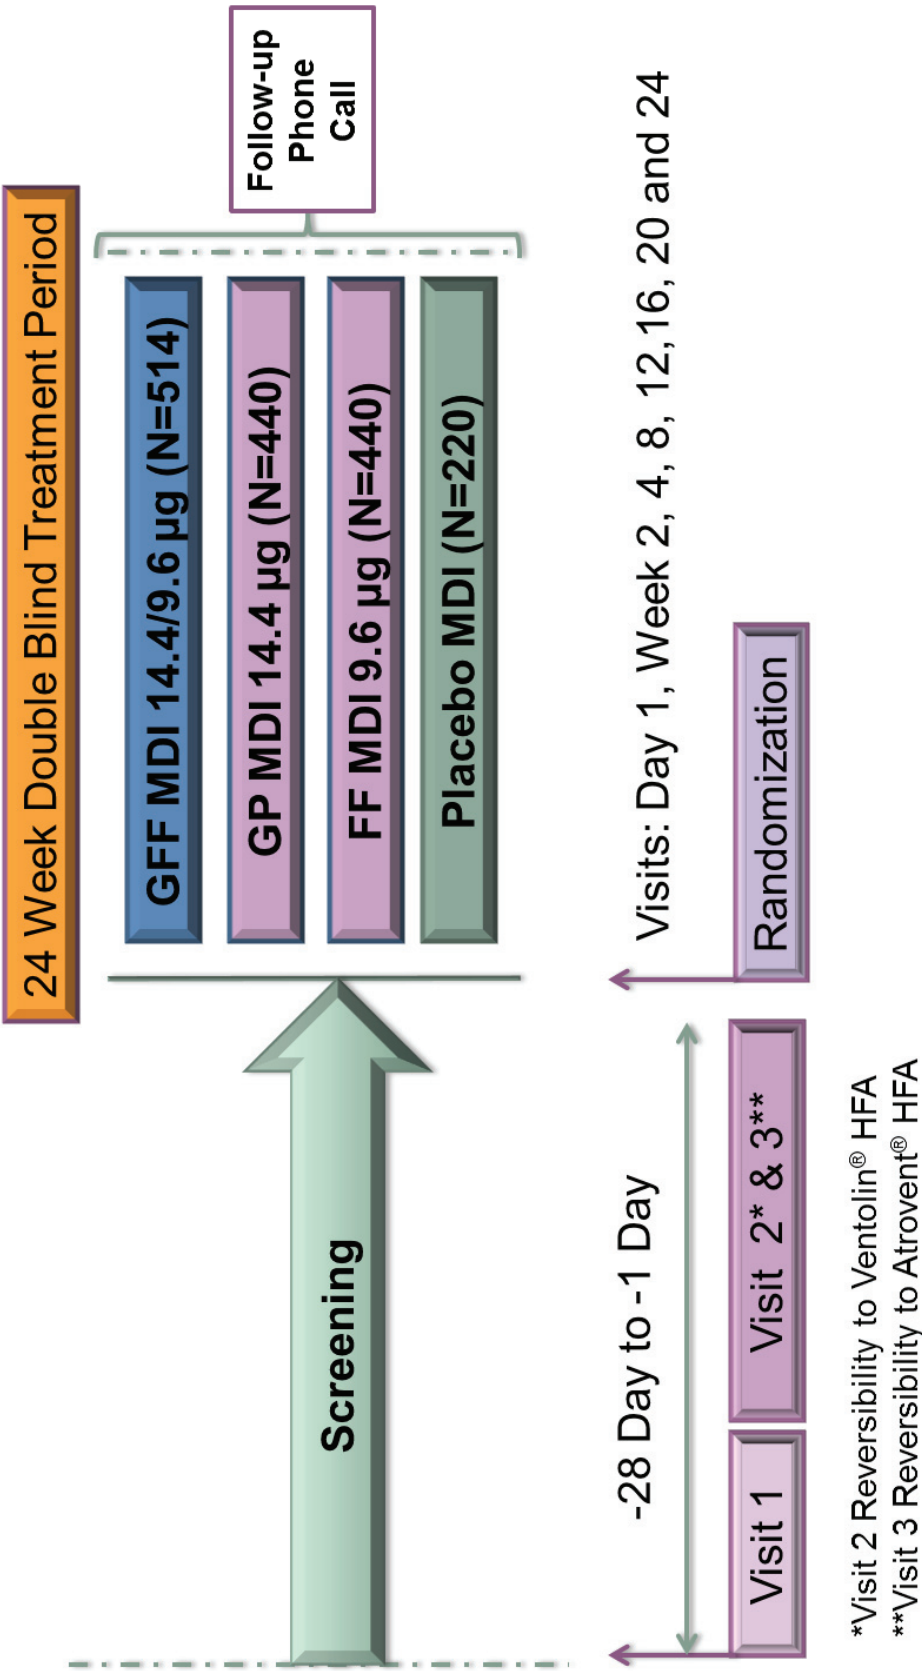 24 Week Double Blind Treatment Period
GFF MDI 14.4/9.6 µg (N=514)
GP MDI 14.4 µg (N=440)
FF MDI 9.6 µg (N=440)
Placebo MDI (N=220)
Follow-up
Phone
Call
Screening
-28 Day to -1 Day
Visits: Day 1, Week 2, 4, 8, 12,16, 20 and 24
Visit 1
Visit 2* & 3**
Randomization
*Visit 2 Reversibility to Ventolin® HFA
**Visit 3 Reversibility to Atrovent® HFA